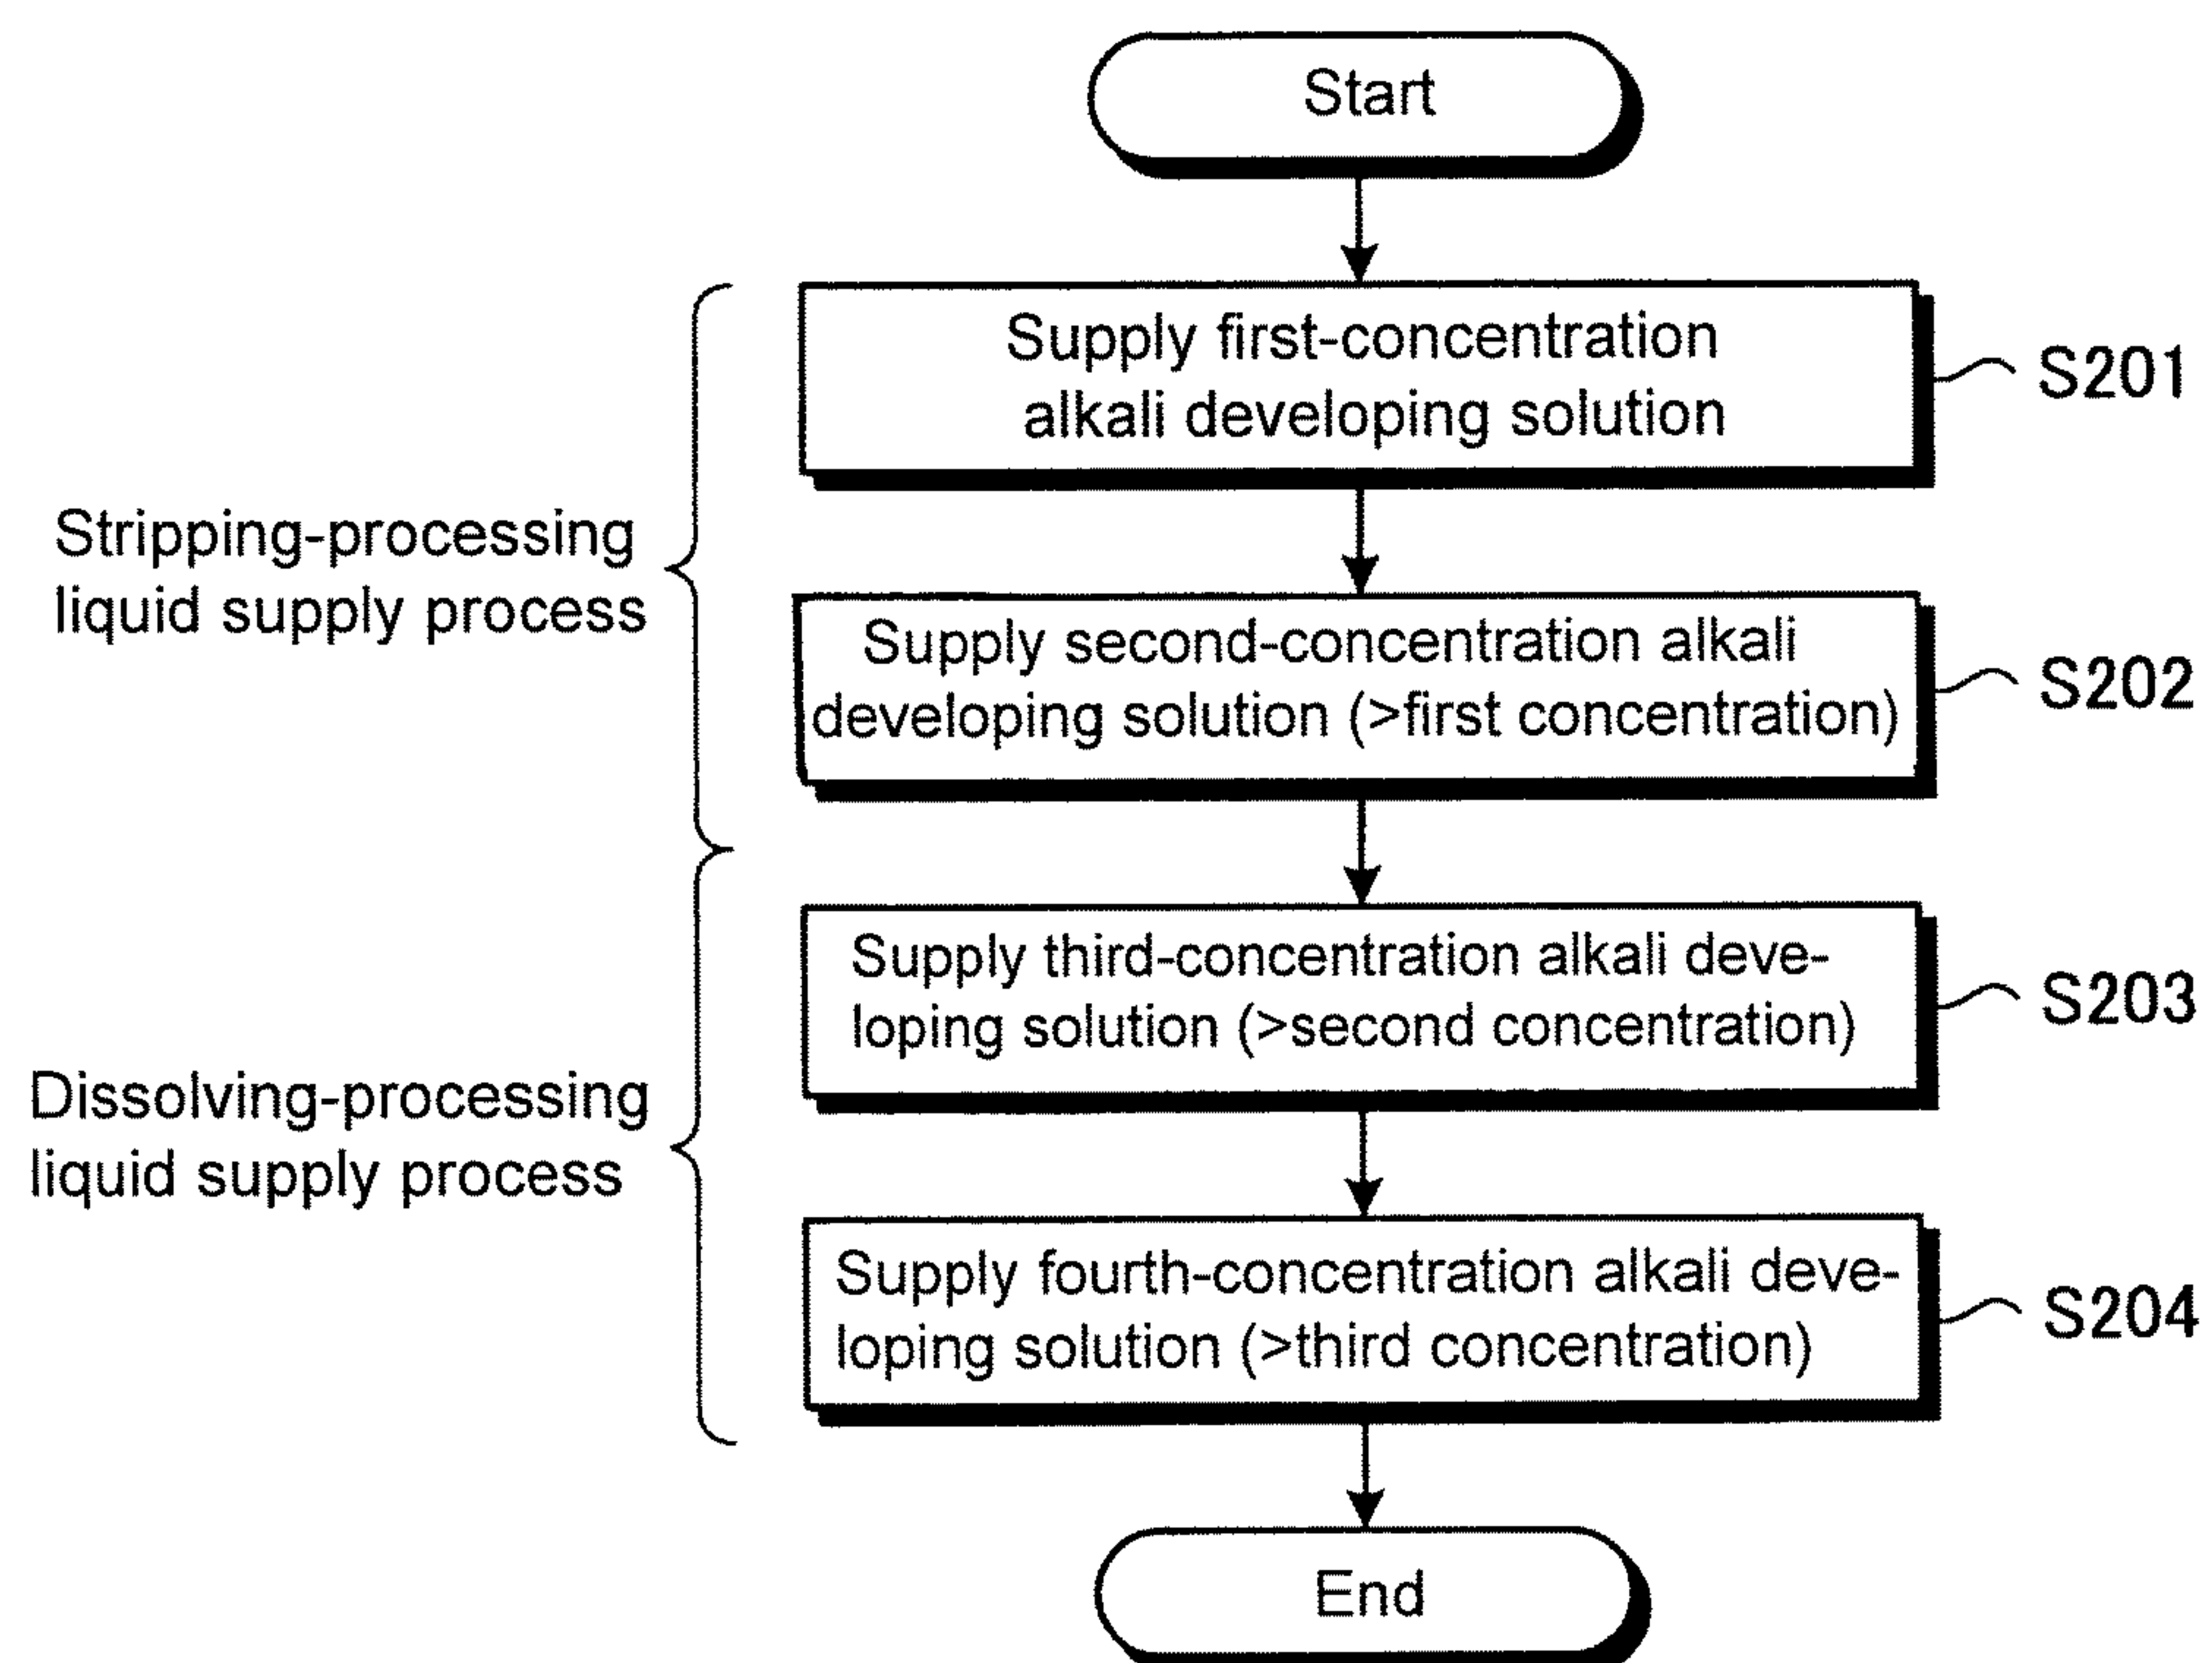 Start
Supply first-concentration
alkali developing solution
S201
Stripping-processing
liquid supply process
Supply second-concentration alkali
developing solution (>first concentration)
S202
Supply third-concentration alkali deve-
loping solution (>second concentration)
S203
Dissolving-processing
liquid supply process
Supply fourth-concentration alkali deve-
loping solution (>third concentration)
S204
End